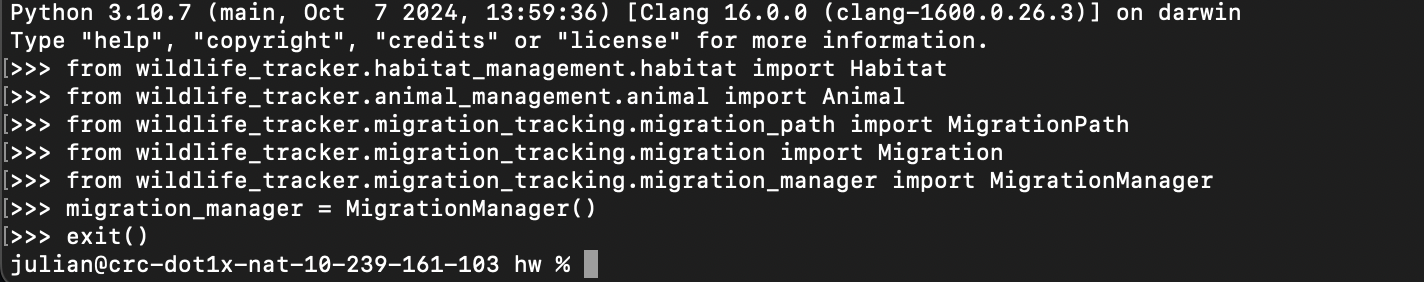 Python 3.10.7 (main, Oct  7 2024, 13:59:36) [Clang 16.0.0 (clang-1600.0.26.3)] on darwin
Type "help", "copyright", "credits" or "license" for more information.
[>>> from wildlife_tracker.habitat_management.habitat import Habitat
[>>> from wildlife_tracker.animal_management.animal import Animal
[>>> from wildlife_tracker.migration_tracking.migration_path import MigrationPath
[>>> from wildlife_tracker.migration_tracking.migration import Migration
[>>> from wildlife_tracker.migration_tracking.migration_manager import MigrationManager
[>>> migration_manager = MigrationManager()
[>>> exit()
julian@crc-dot1x-nat-10-239-161-103 hw %